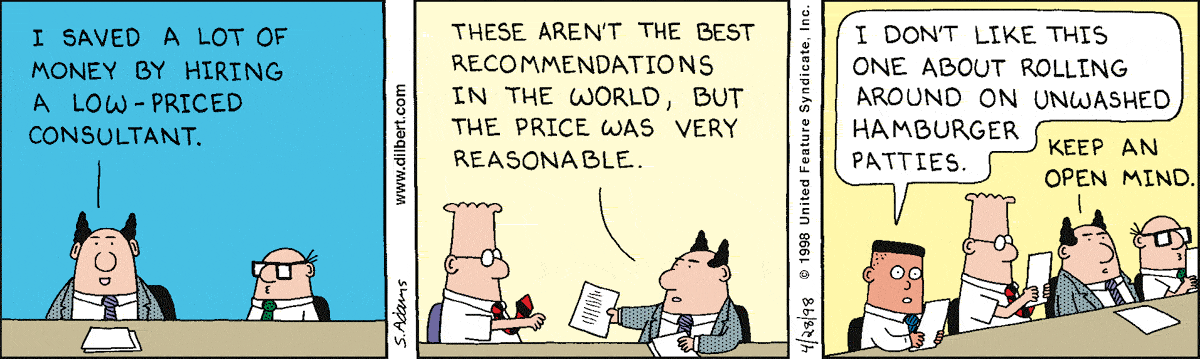 I SAVED A LOT OF
MONEY BY HIRING
A LOW-PRICED
CONSULTANT.
www.dilbert.com
S. Adams
THESE AREN'T THE BEST
RECOMMENDATIONS
IN THE WORLD, BUT
THE PRICE WAS VERY
REASONABLE.
4/28/98 © 1998 United Feature Syndicate, Inc.
I DON'T LIKE THIS
ONE ABOUT ROLLING
AROUND ON UNWASHED
HAMBURGER
PATTIES.
KEEP AN
OPEN MIND.